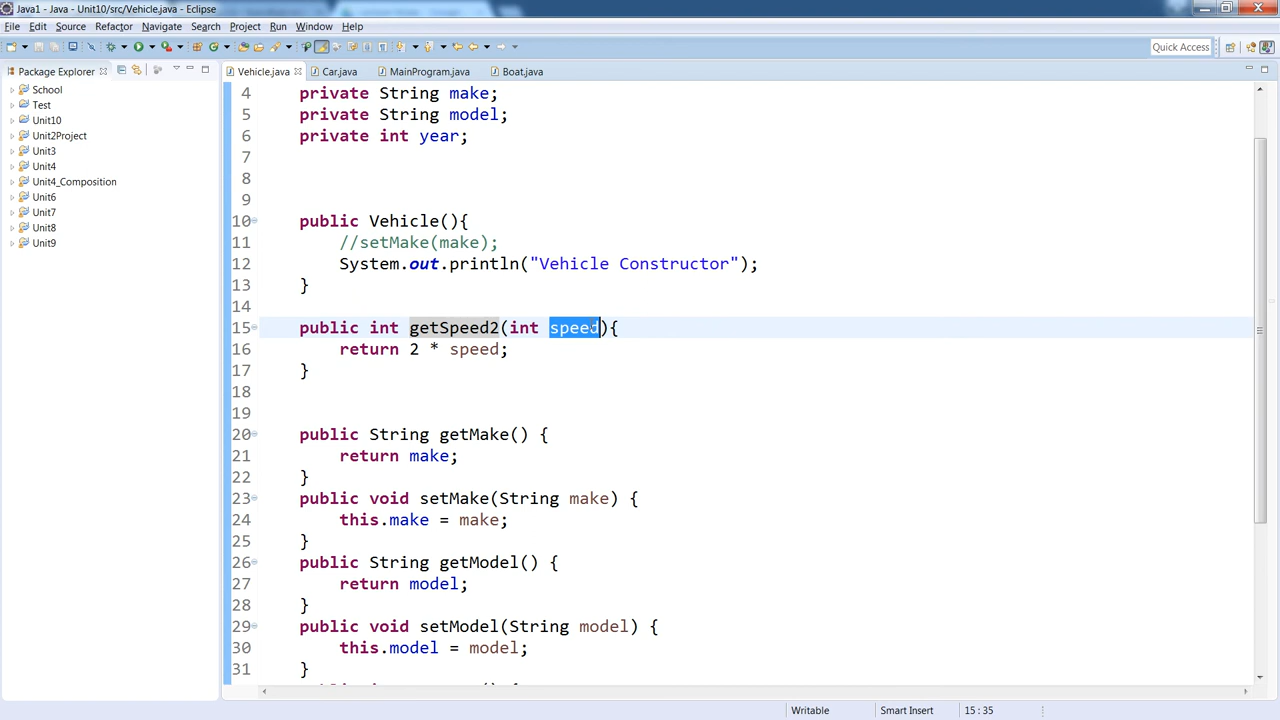 Java1 - Java - Unit10/src/Vehicle.java - Eclipse
File Edit Source Refactor Navigate Search Project Run Window Help
Quick Access
Package Explorer
Vehicle.java Car.java MainProgram.java Boat.java
School
Test
Unit10
Unit2Project
Unit3
Unit4
Unit4_Composition
Unit6
Unit7
Unit8
Unit9
4 private String make;
5 private String model;
6 private int year;
7
8
9
10 public Vehicle(){
11 //setMake(make);
12 System.out.println("Vehicle Constructor");
13 }
14
15 public int getSpeed2(int speed){
16 return 2 * speed;
17 }
18
19
20 public String getMake() {
21 return make;
22 }
23 public void setMake(String make) {
24 this.make = make;
25 }
26 public String getModel() {
27 return model;
28 }
29 public void setModel(String model) {
30 this.model = model;
31 }
Writable Smart Insert 15 : 35